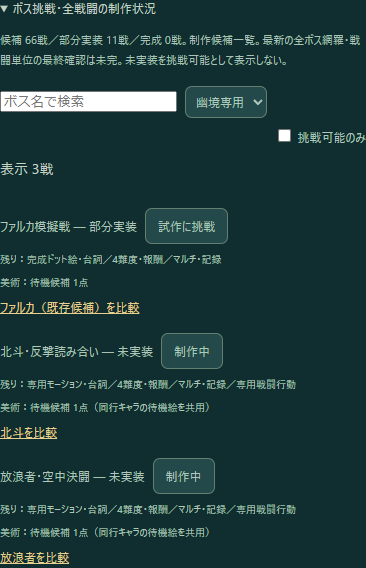 ▼ ボス挑戦・全戦闘の制作状況
候補 66戦／部分実装 11戦／完成 0戦。制作候補一覧。最新の全ボス網羅・戦
闘単位の最終確認は未完。未実装を挑戦可能として表示しない。
ボス名で検索
幽境専用
挑戦可能のみ
表示 3戦
ファルカ模擬戦 — 部分実装 試作に挑戦
残り：完成ドット絵・台詞／4難度・報酬／マルチ・記録
美術：待機候補 1点
ファルカ（既存候補）を比較
北斗・反撃読み合い — 未実装 制作中
残り：専用モーション・台詞／4難度・報酬／マルチ・記録／専用戦闘行動
美術：待機候補 1点（同行キャラの待機絵を共用）
北斗を比較
放浪者・空中決闘 — 未実装 制作中
残り：専用モーション・台詞／4難度・報酬／マルチ・記録／専用戦闘行動
美術：待機候補 1点（同行キャラの待機絵を共用）
放浪者を比較